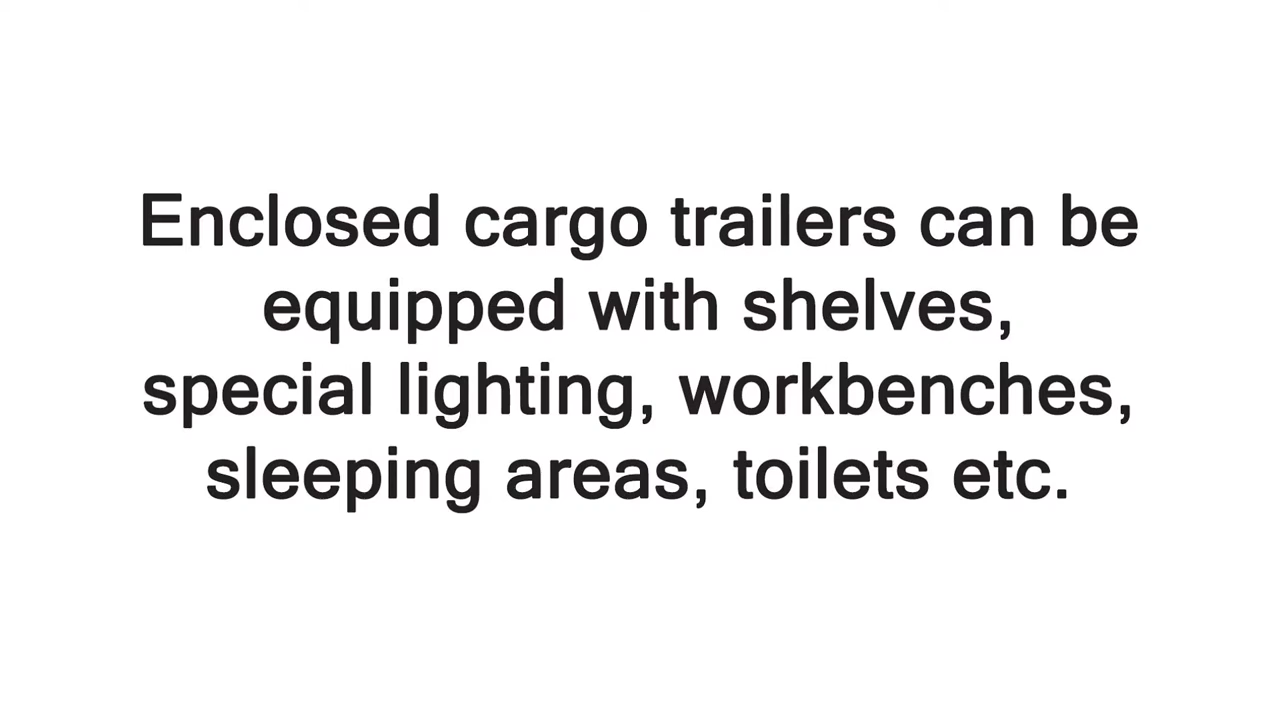 Enclosed cargo trailers can be
equipped with shelves,
special lighting, workbenches,
sleeping areas, toilets etc.